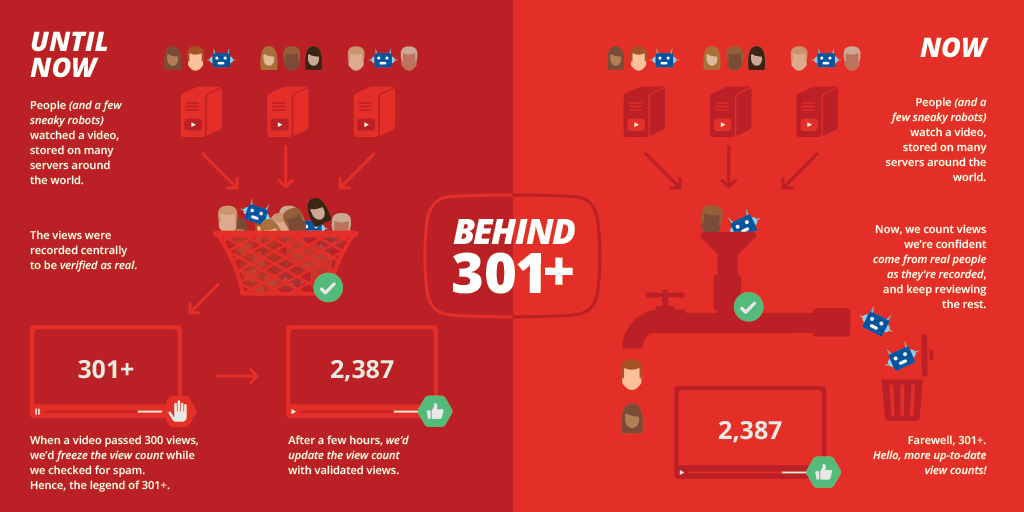 UNTIL
NOW
People (and a few
sneaky robots)
watched a video,
stored on many
servers around
the world.
The views were
recorded centrally
to be verified as real.
301+
2,387
When a video passed 300 views,
we'd freeze the view count while
we checked for spam.
Hence, the legend of 301+.
After a few hours, we'd
update the view count
with validated views.
BEHIND
301+
NOW
People (and a
few sneaky robots)
watch a video,
stored on many
servers around the
world.
Now, we count views
we're confident
come from real people
as they're recorded,
and keep reviewing
the rest.
2,387
Farewell, 301+.
Hello, more up-to-date
view counts!